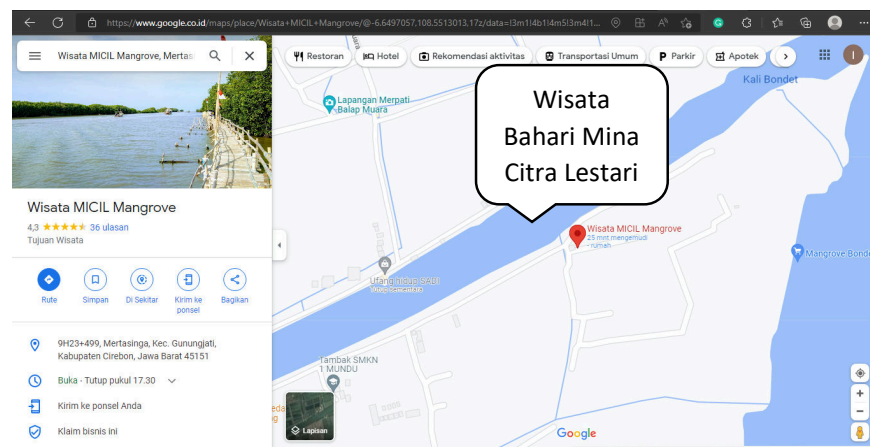 https://www.google.co.id/maps/place/Wisata+MICIL+Mangrove/@-6.6497057,108.5513013,17z/data=!3m1!4b1!4m5!3m4!1...
Wisata MICIL Mangrove, Mertas
Restoran
Hotel
Rekomendasi aktivitas
Transportasi Umum
P Parkir
Apotek
I
Wisata MICIL Mangrove
4,3 36 ulasan
Tujuan Wisata
Rute
Simpan
Di Sekitar
Kirim ke ponsel
Bagikan
9H23+499, Mertasinga, Kec. Gunungjati,
Kabupaten Cirebon, Jawa Barat 45151
Buka · Tutup pukul 17.30
Kirim ke ponsel Anda
Klaim bisnis ini
Kali Bondet
Lapangan Merpati
Balap Muara
Wisata
Bahari Mina
Citra Lestari
Wisata MICIL Mangrove
25 mnt mengemudi
- rumah
Mangrove Bonde
Tutup sementara
Tambak SMKN
1 MUNDU
Lapisan
Google